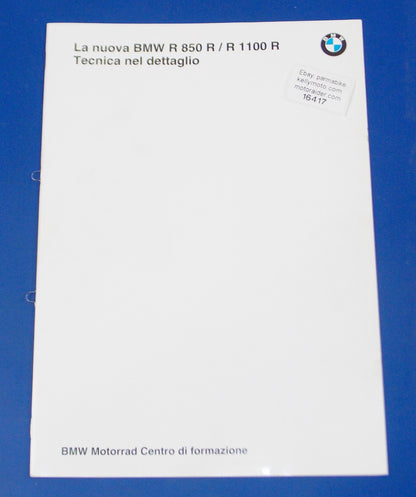 La nuova BMW R 850 R / R 1100 R
Tecnica nel dettaglio
Ebay parmabike
kellymoto.com
motoraider.com
16417
BMW Motorrad Centro di formazione